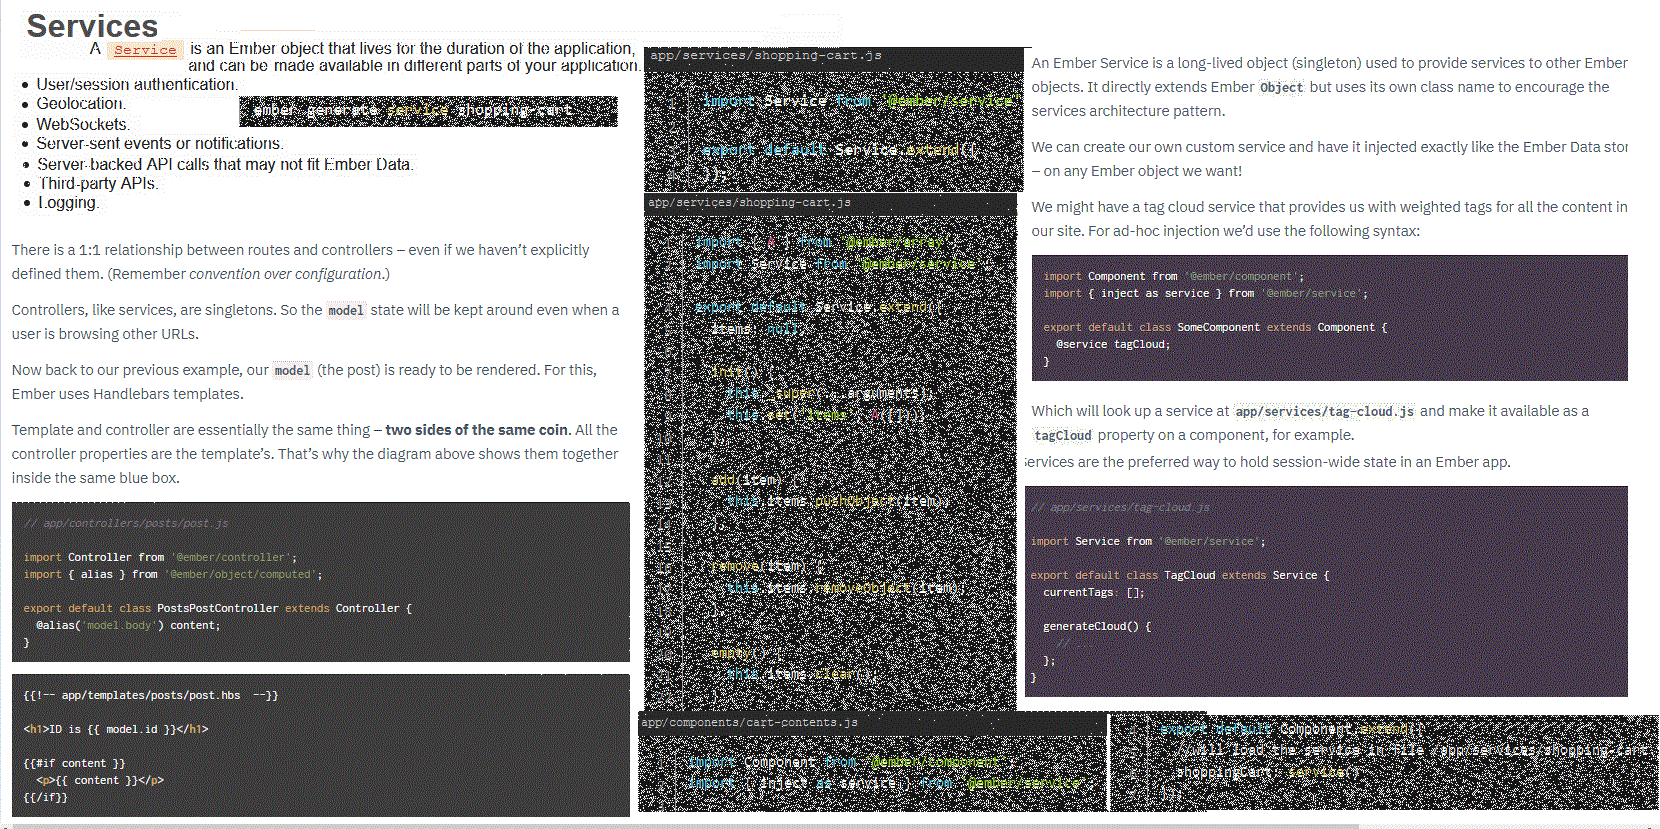 Services
A Service is an Ember object that lives for the duration of the application,
and can be made available in different parts of your application.
User/session authentication.
Geolocation.
WebSockets.
Server-sent events or notifications.
Server-backed API calls that may not fit Ember Data.
Third-party APIs.
Logging.
ember generate service shopping-cart
There is a 1:1 relationship between routes and controllers – even if we haven’t explicitly
defined them. (Remember convention over configuration.)
Controllers, like services, are singletons. So the model state will be kept around even when a
user is browsing other URLs.
Now back to our previous example, our model (the post) is ready to be rendered. For this,
Ember uses Handlebars templates.
Template and controller are essentially the same thing – two sides of the same coin. All the
controller properties are the template’s. That’s why the diagram above shows them together
inside the same blue box.
// app/controllers/posts/post.js
import Controller from '@ember/controller';
import { alias } from '@ember/object/computed';
export default class PostsPostController extends Controller {
@alias('model.body') content;
}
{{!-- app/templates/posts/post.hbs --}}
<h1>ID is {{ model.id }}</h1>
{{#if content }}
<p>{{ content }}</p>
{{/if}}
app/services/shopping-cart.js
import Service from '@ember/service
export default Service.extend({
});
app/services/shopping-cart.js
import { A } from '@ember/array';
import Service from '@ember/service';
export default Service.extend({
items: null,
init() {
this._super(...arguments);
this.set('items', A([]));
},
add(item) {
this.items.pushObject(item);
},
remove(item) {
this.items.removeObject(item);
},
empty() {
this.items.clear();
}
app/components/cart-contents.js
import Component from '@ember/component';
import { inject as service } from '@ember/service'
export default Component.extend({
//will load the service in file /app/services/shopping-cart
shoppingCart: service()
});
An Ember Service is a long-lived object (singleton) used to provide services to other Ember
objects. It directly extends Ember Object but uses its own class name to encourage the
services architecture pattern.
We can create our own custom service and have it injected exactly like the Ember Data stor
– on any Ember object we want!
We might have a tag cloud service that provides us with weighted tags for all the content in
our site. For ad-hoc injection we’d use the following syntax:
import Component from '@ember/component';
import { inject as service } from '@ember/service';
export default class SomeComponent extends Component {
@service tagCloud;
}
Which will look up a service at app/services/tag-cloud.js and make it available as a
tagCloud property on a component, for example.
ervices are the preferred way to hold session-wide state in an Ember app.
// app/services/tag-cloud.js
import Service from '@ember/service';
export default class TagCloud extends Service {
currentTags: [];
generateCloud() {
// ...
};
}